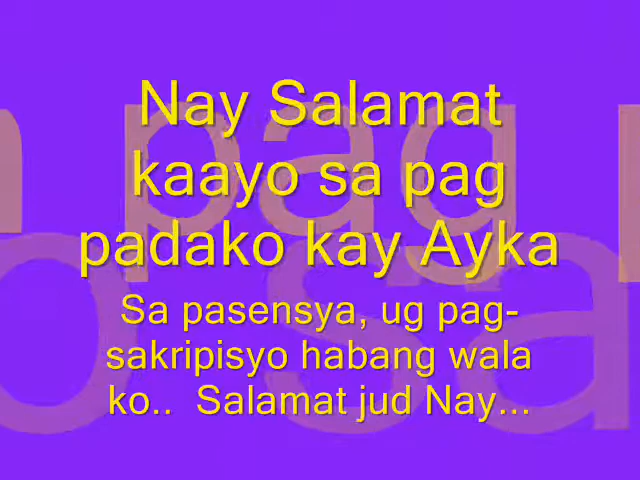 Nay Salamat
kaayo sa pag
padako kay Ayka
Sa pasensya, ug pag-
sakripisyo habang wala
ko..  Salamat jud Nay...